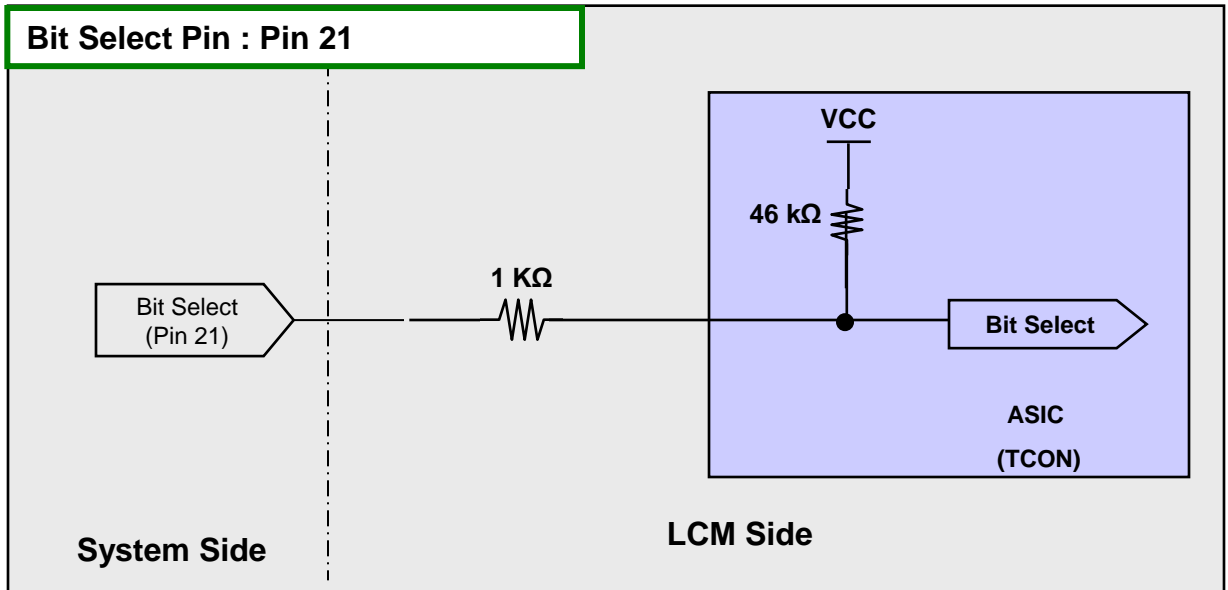 Bit Select Pin : Pin 21
VCC
46 kΩ
1 KΩ
Bit Select
(Pin 21)
Bit Select
ASIC
(TCON)
LCM Side
System Side